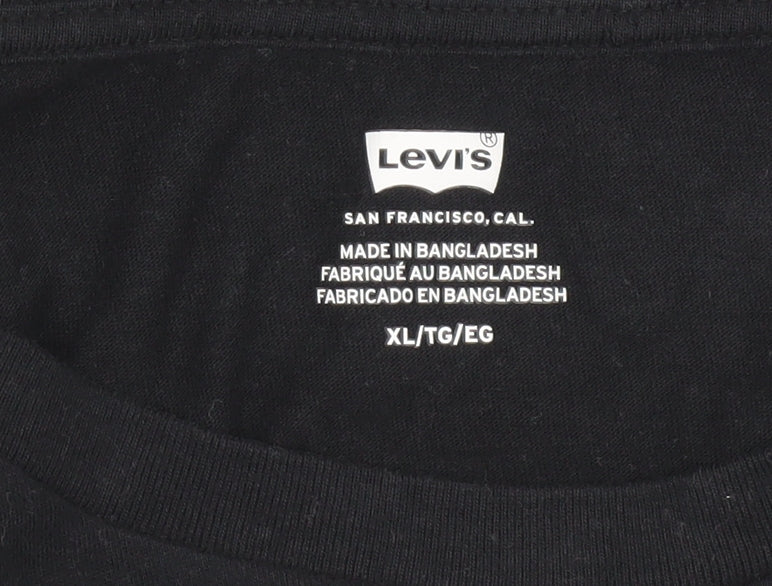 Levi's ®
SAN FRANCISCO, CAL.
MADE IN BANGLADESH
FABRIQUÉ AU BANGLADESH
FABRICADO EN BANGLADESH
XL/TG/EG